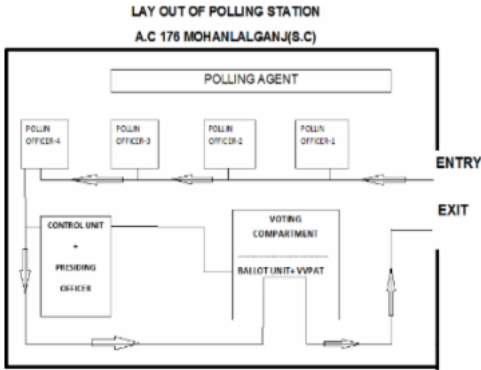 LAY OUT OF POLLING STATION
A.C 176 MOHANLALGANJ(S.C)
POLLING AGENT
POLLIN
OFFICER-4
POLLIN
OFFICER-3
POLLIN
OFFICER-2
POLLIN
OFFICER-1
ENTRY
EXIT
CONTROL UNIT
+
PRESIDING
OFFICER
VOTING
COMPARTMENT
BALLOT UNIT+ VVPAT